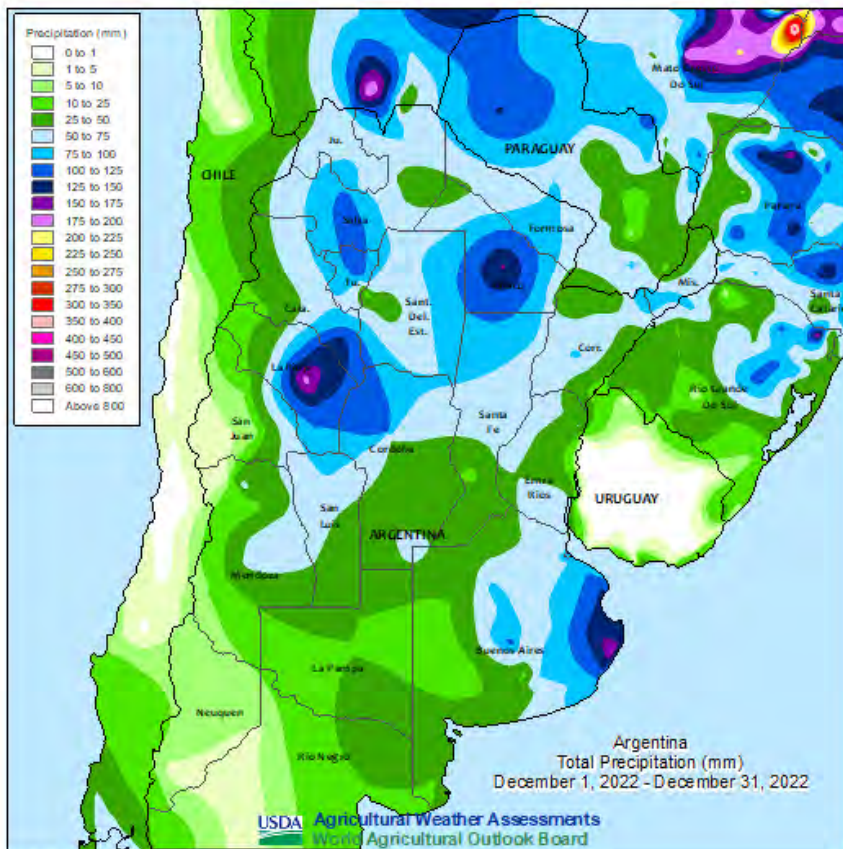 Precipitation (mm)
0 to 1
1 to 5
5 to 10
10 to 25
25 to 50
50 to 75
75 to 100
100 to 125
125 to 150
150 to 175
175 to 200
200 to 225
225 to 250
250 to 275
275 to 300
300 to 350
350 to 400
400 to 450
450 to 500
500 to 600
600 to 800
Above 800
Mato
Do Sul
Ju.
PARAGUAY
CHILE
Parana
Salta
Formosa
Tu.
Mis.
Santa
Cata.
Sant.
Del.
Est.
Corr.
Rio Grande
Do Sul
San
Juan
Santa
Fe
Cordoba
Entre
Rios
URUGUAY
San
Luis
ARGENTINA
Mendoza
Buenos Aires
La Pampa
Neuquen
Rio Negro
Argentina
Total Precipitation (mm)
December 1, 2022 - December 31, 2022
USDA Agricultural Weather Assessments
World Agricultural Outlook Board